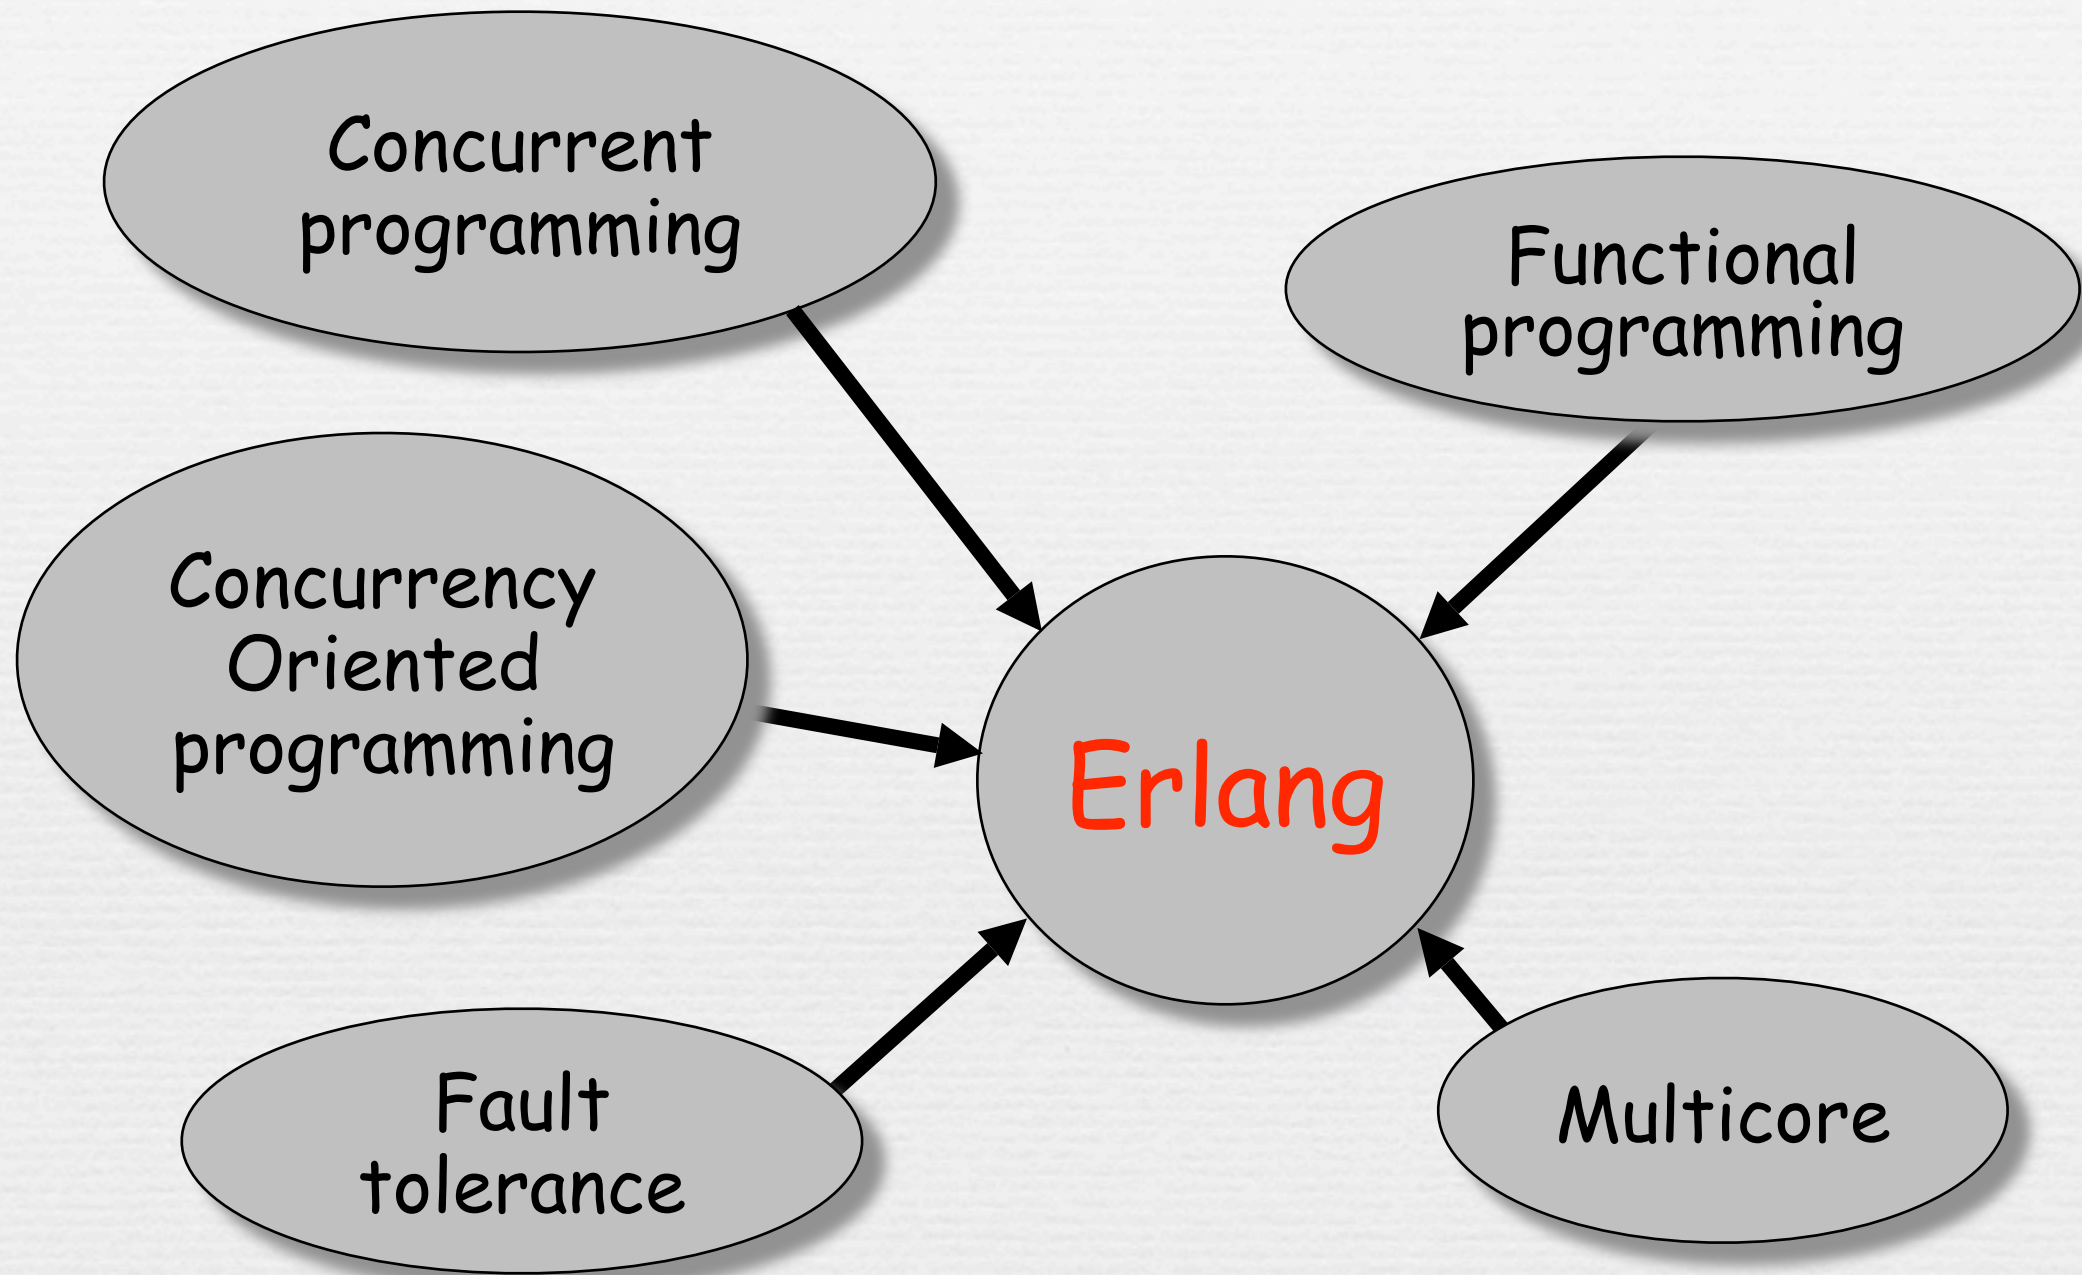 Concurrent
programming
Functional
programming
Concurrency
Oriented
programming
Erlang
Fault
tolerance
Multicore